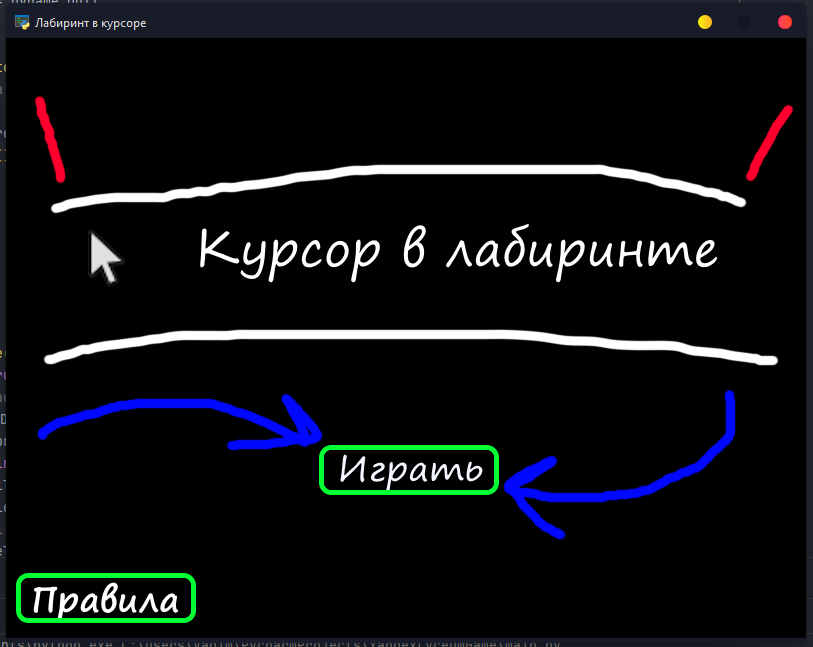 Лабиринт в курсоре
Курсор в лабиринте
Играть
Правила